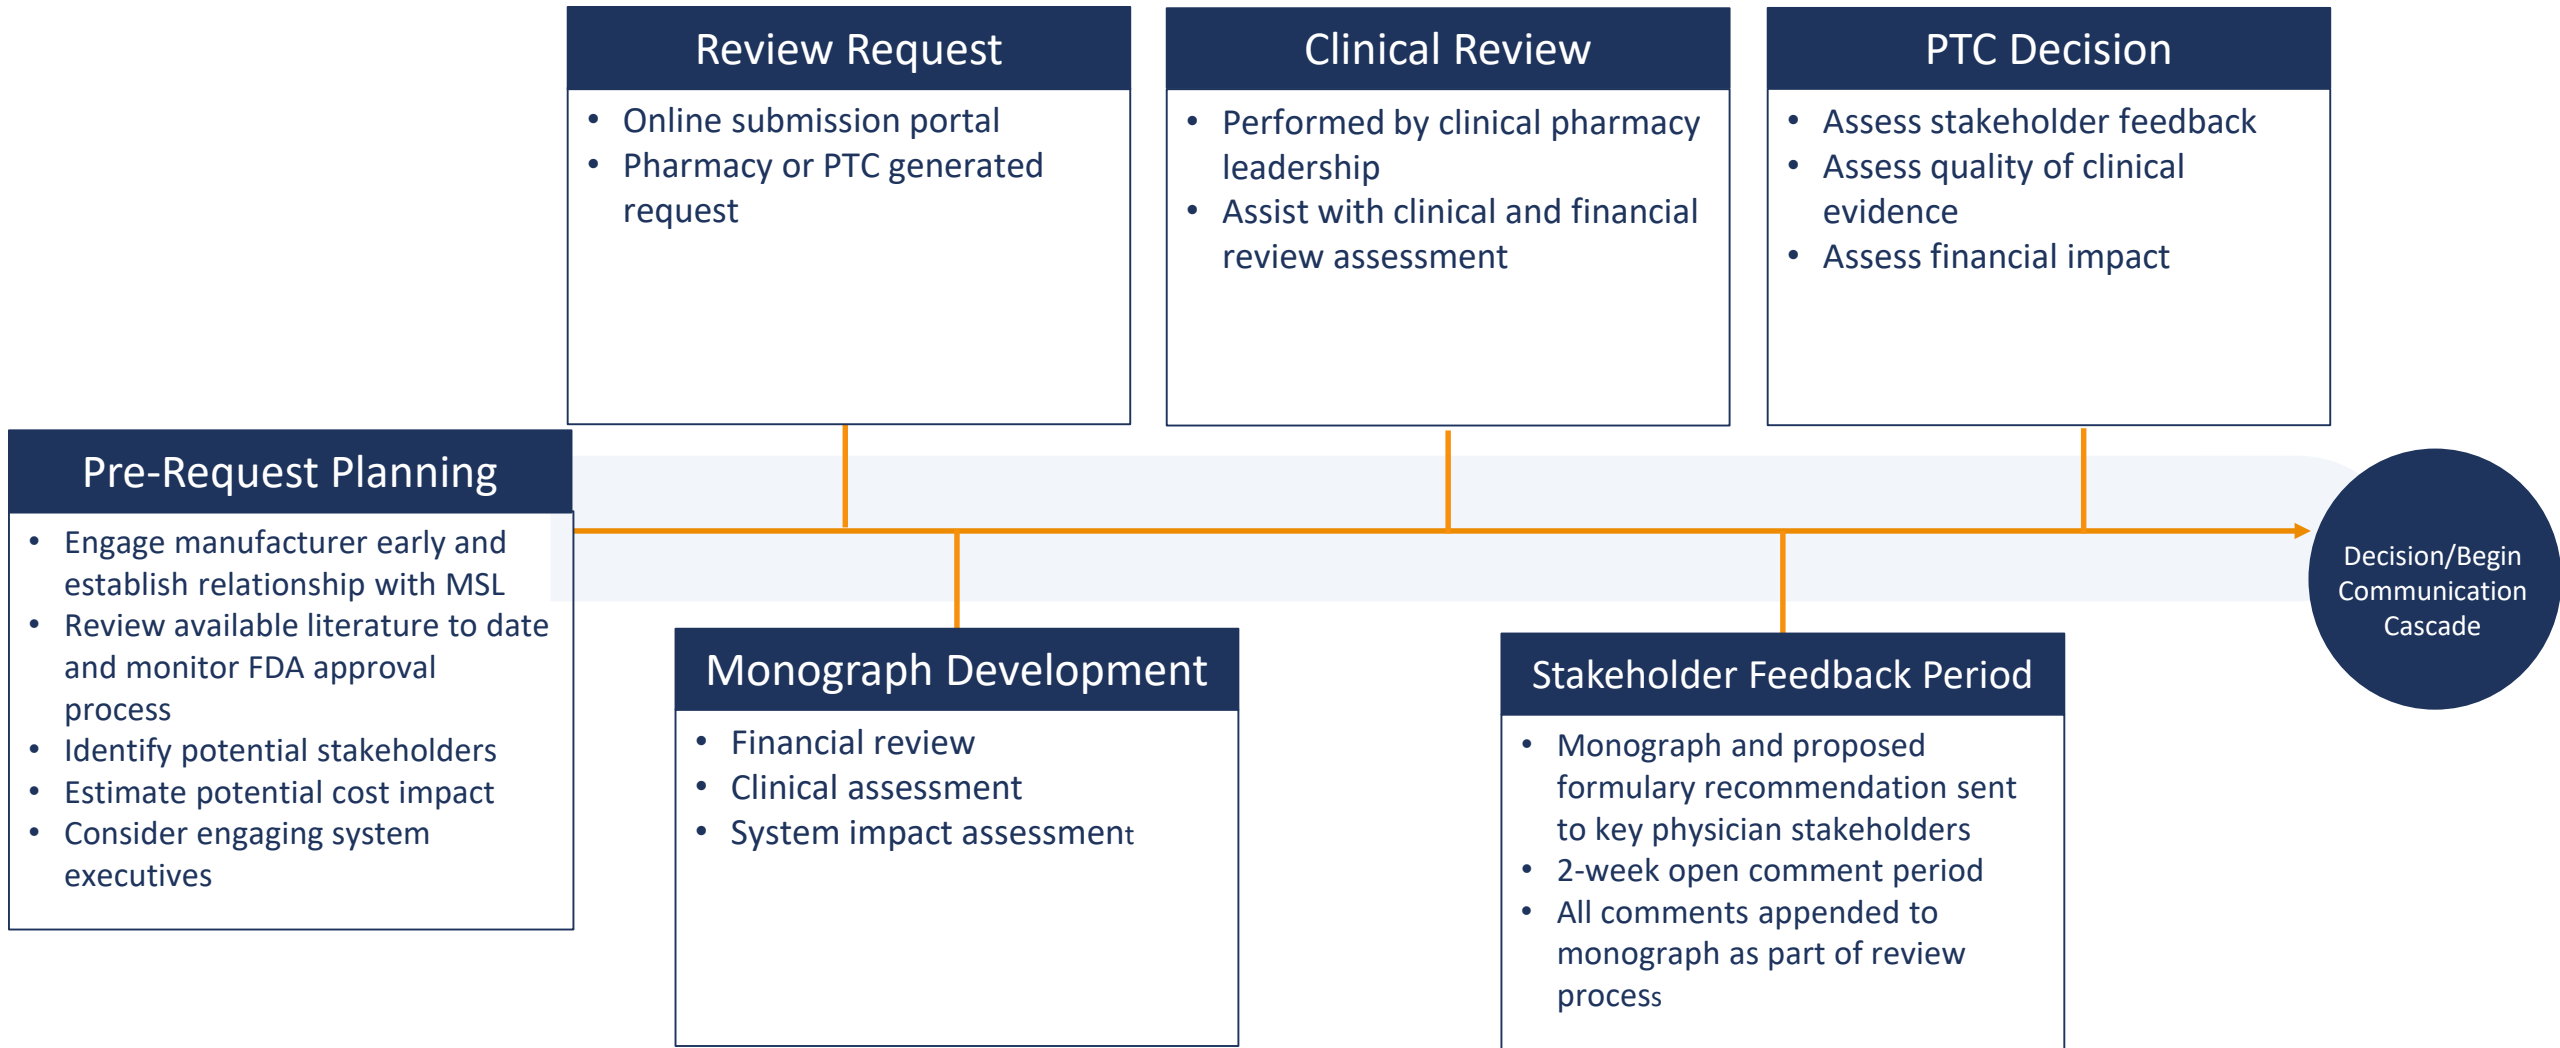 Pre-Request Planning
• Engage manufacturer early and
establish relationship with MSL
• Review available literature to date
and monitor FDA approval
process
• Identify potential stakeholders
• Estimate potential cost impact
• Consider engaging system
executives
Review Request
• Online submission portal
• Pharmacy or PTC generated
request
Monograph Development
• Financial review
• Clinical assessment
• System impact assessment
Clinical Review
• Performed by clinical pharmacy
leadership
• Assist with clinical and financial
review assessment
Stakeholder Feedback Period
• Monograph and proposed
formulary recommendation sent
to key physician stakeholders
• 2-week open comment period
• All comments appended to
monograph as part of review
process
PTC Decision
• Assess stakeholder feedback
• Assess quality of clinical
evidence
• Assess financial impact
Decision/Begin
Communication
Cascade